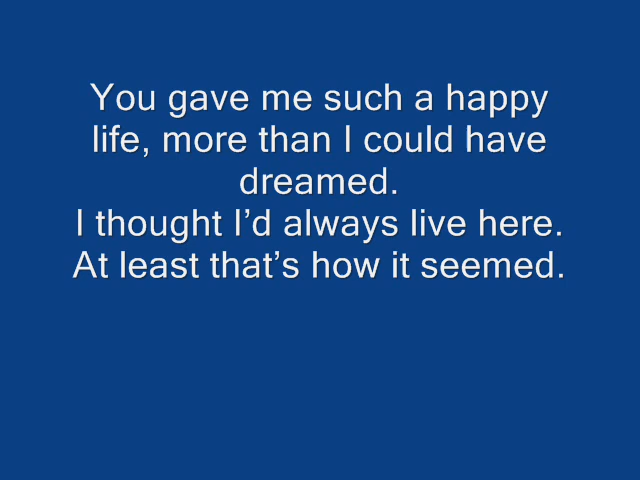 You gave me such a happy
life, more than I could have
dreamed.
I thought I’d always live here.
At least that’s how it seemed.